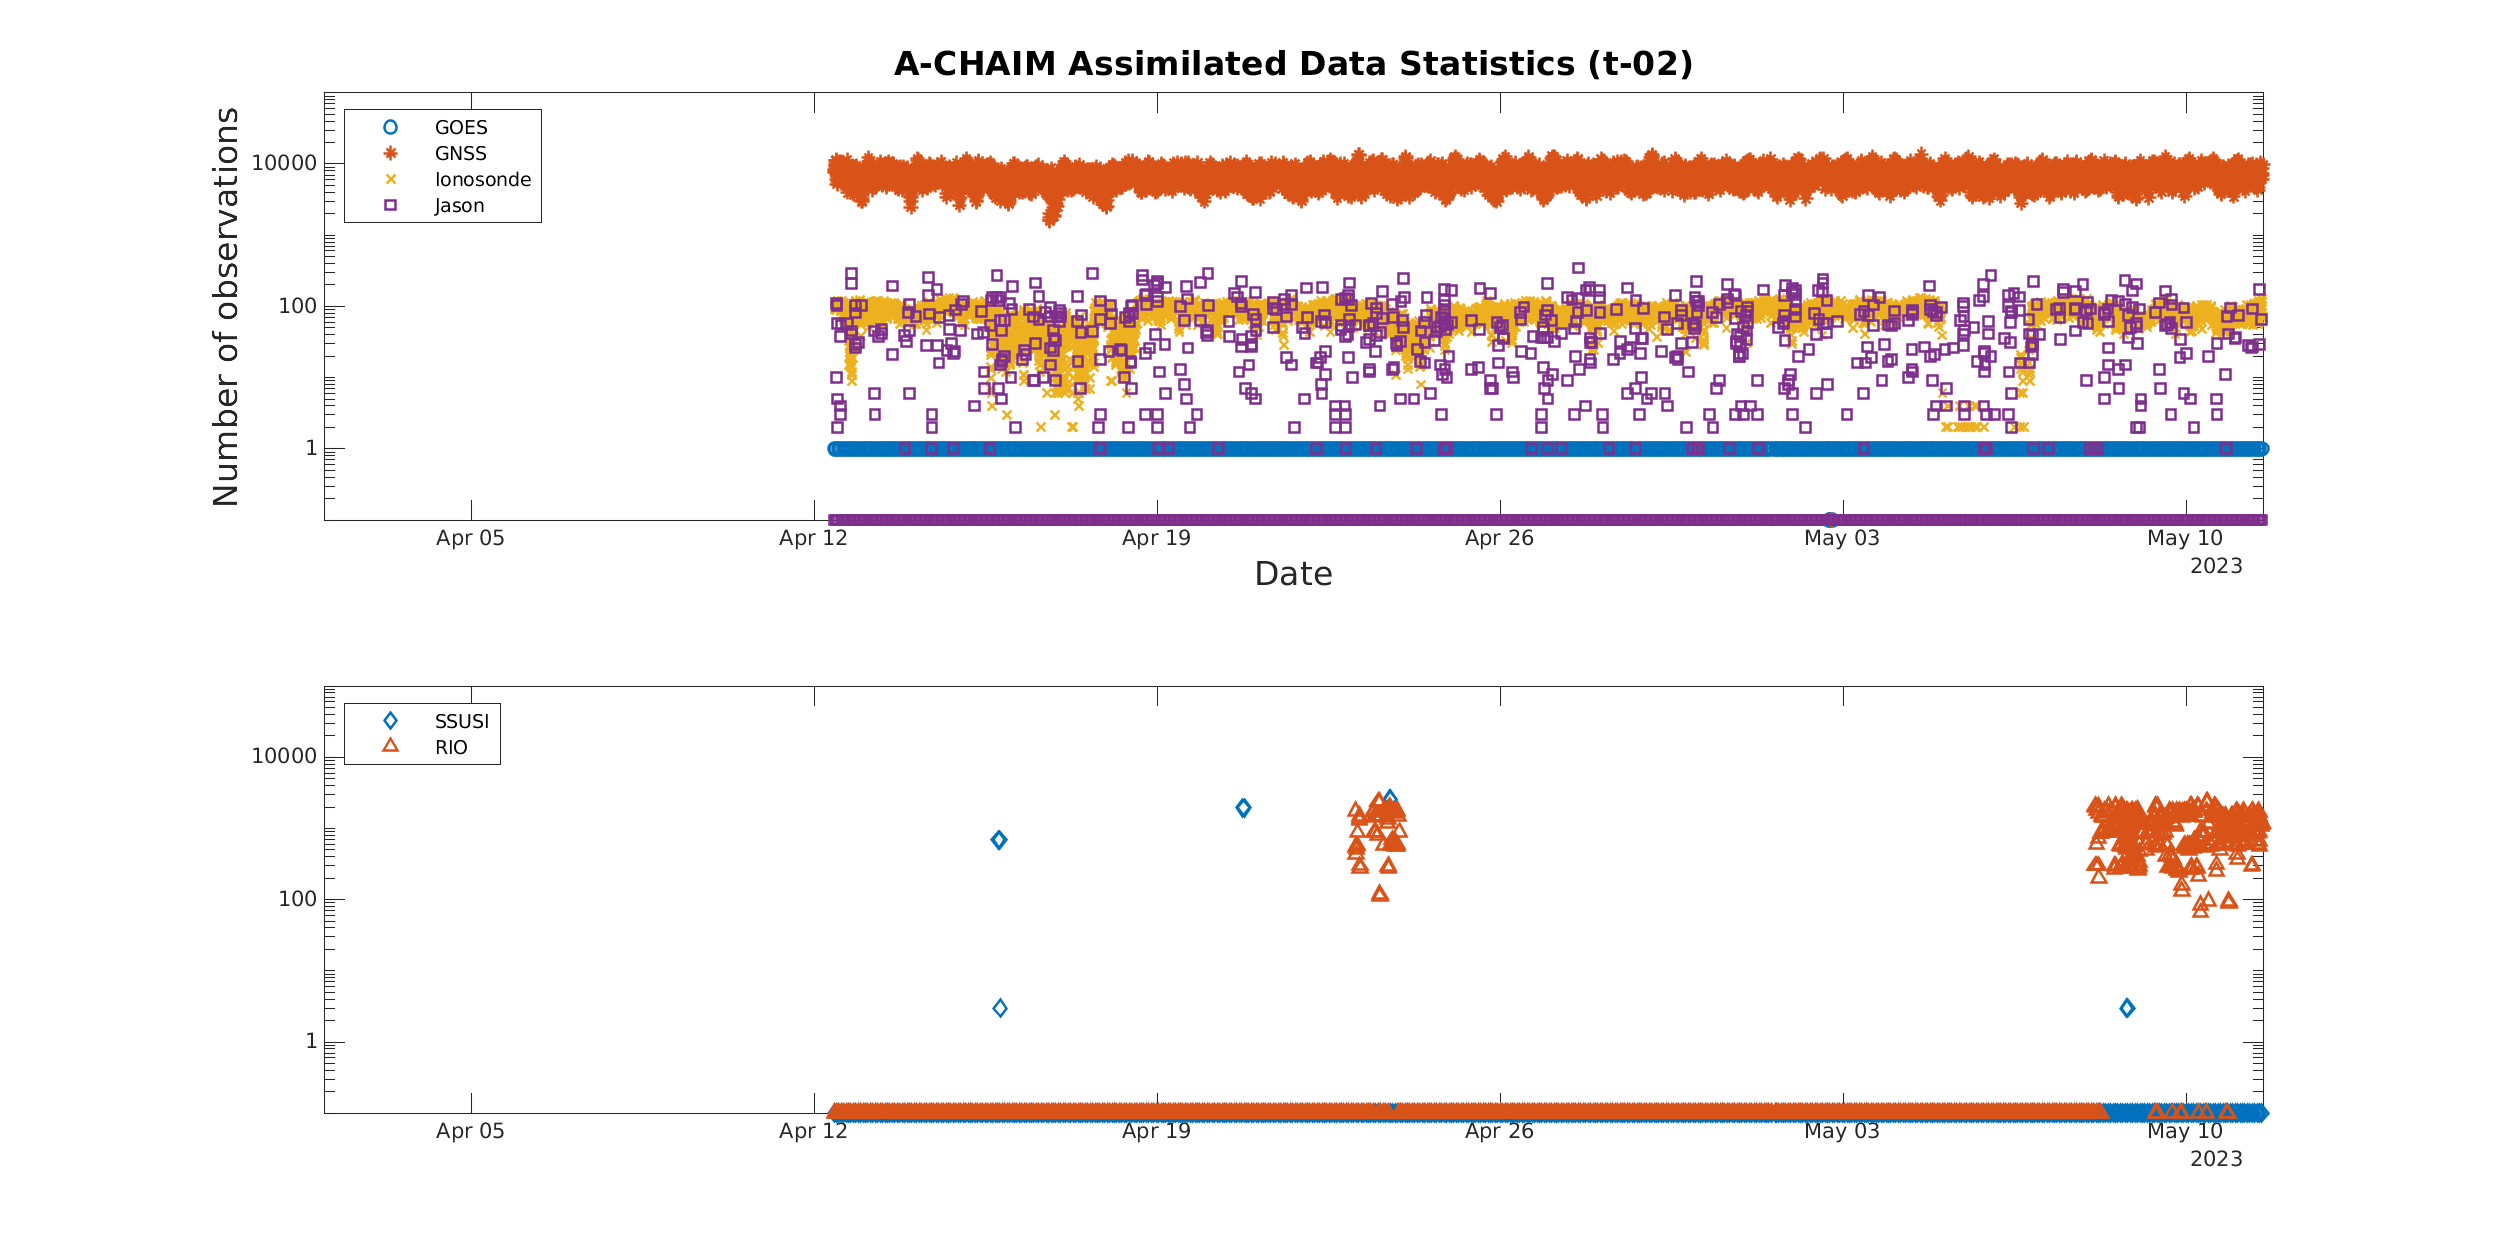 A-CHAIM Assimilated Data Statistics (t-02)
Number of observations
10000
100
1
GOES
GNSS
Ionosonde
Jason
Apr 05
Apr 12
Apr 19
Apr 26
May 03
May 10
2023
Date
10000
100
1
SSUSI
RIO
Apr 05
Apr 12
Apr 19
Apr 26
May 03
May 10
2023